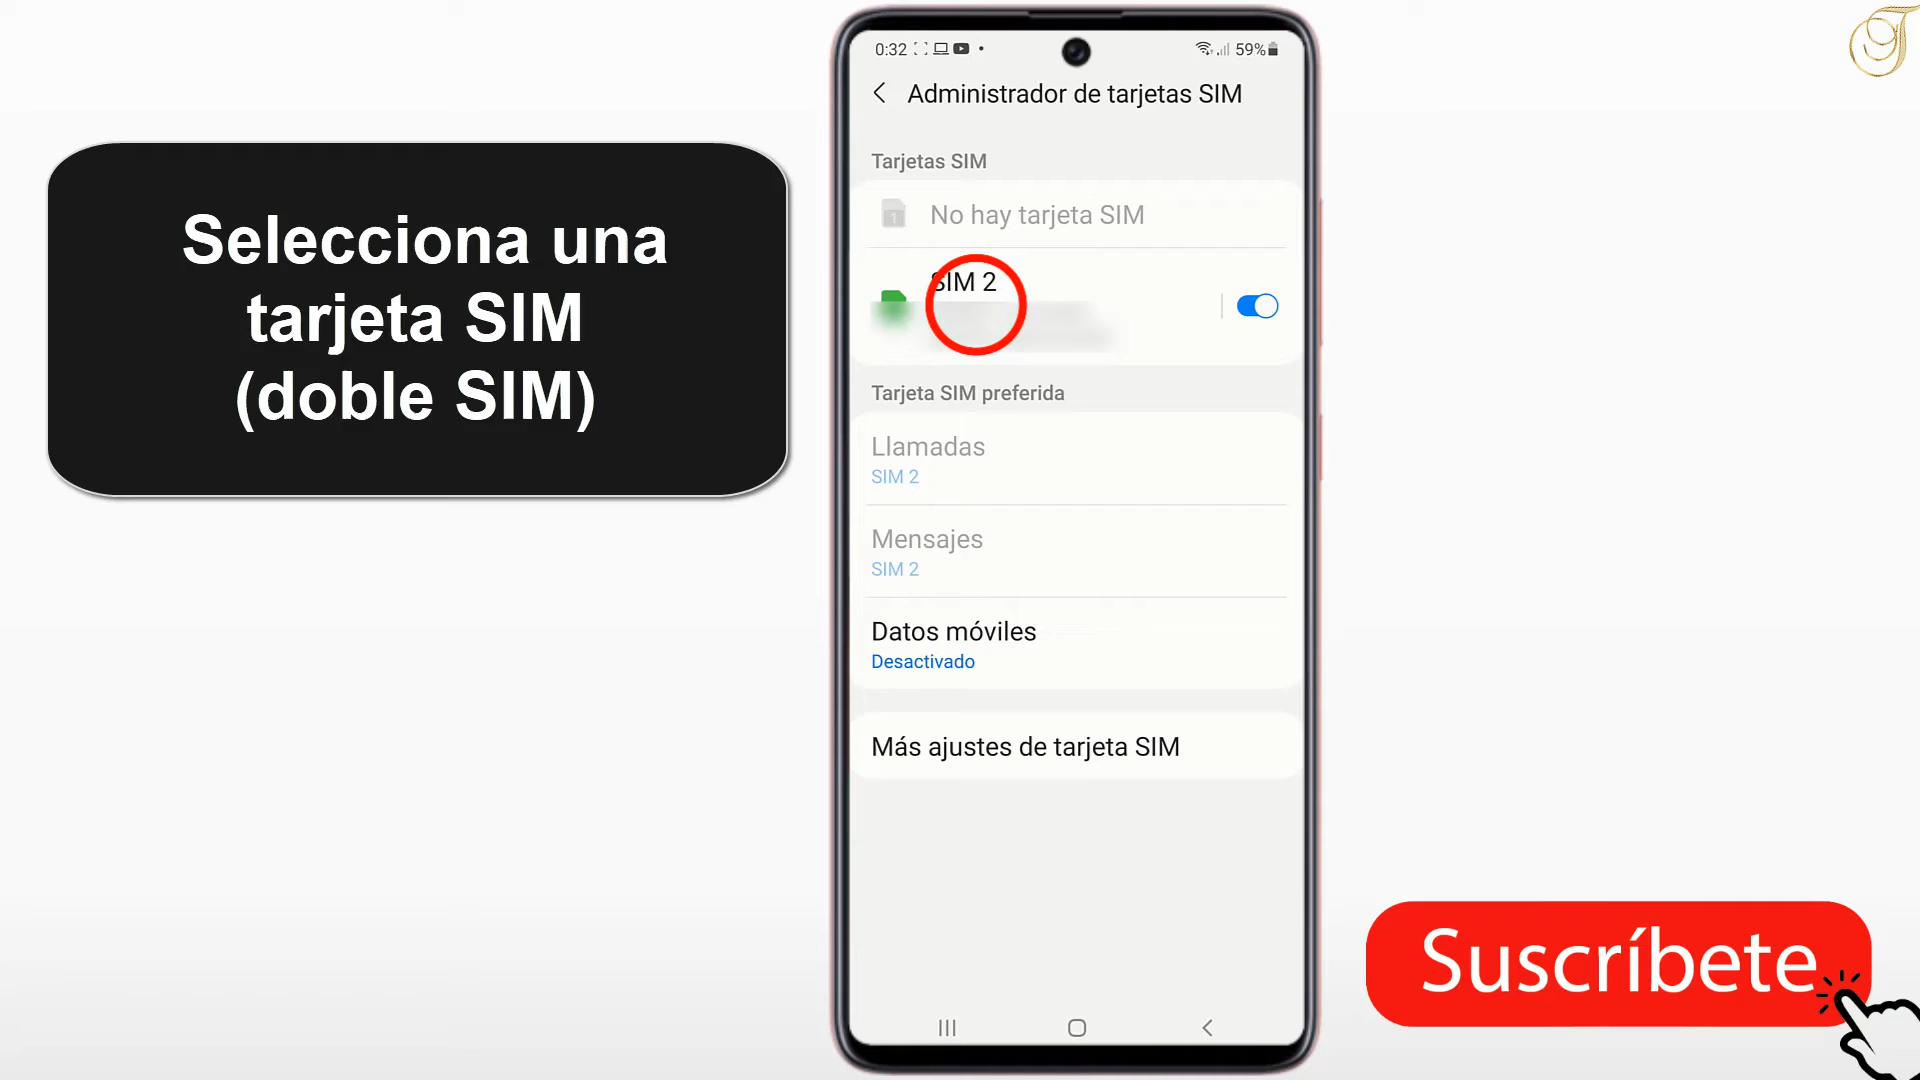 Selecciona una
tarjeta SIM
(doble SIM)
0:32
59%
Administrador de tarjetas SIM
Tarjetas SIM
1
No hay tarjeta SIM
SIM 2
Tarjeta SIM preferida
Llamadas
SIM 2
Mensajes
SIM 2
Datos móviles
Desactivado
Más ajustes de tarjeta SIM
Suscríbete